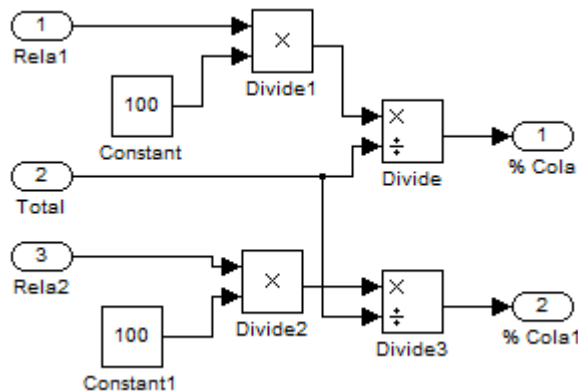 1
Rela1
×
Divide1
100
Constant
×
÷
Divide
1
% Cola
2
Total
3
Rela2
×
Divide2
100
Constant1
×
÷
Divide3
2
% Cola1